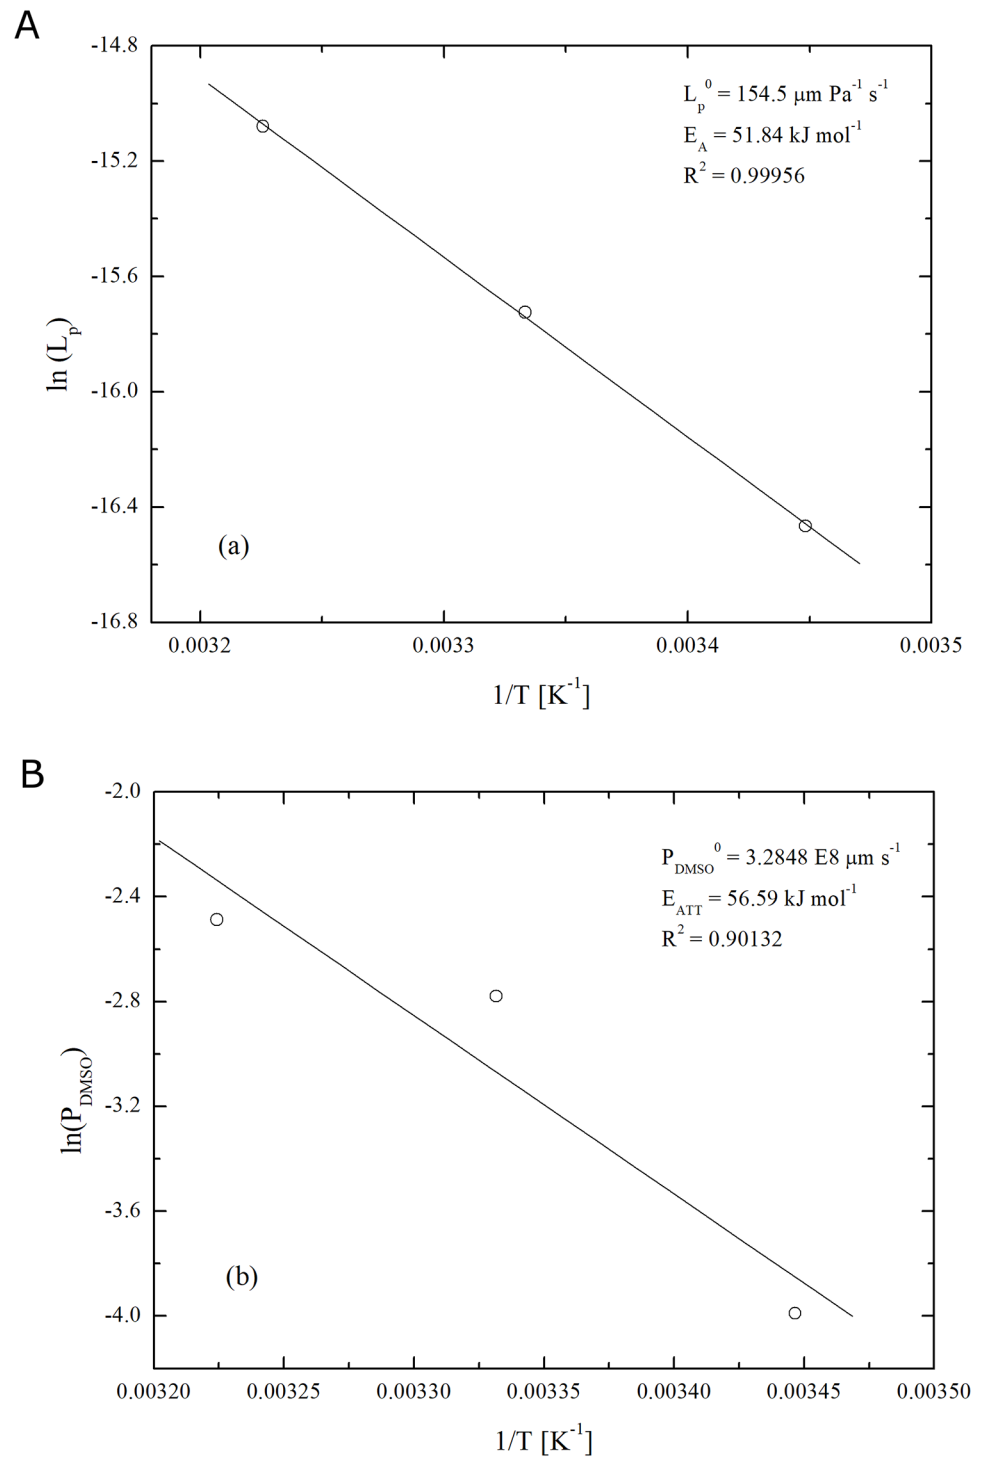 A
-14.8
-15.2
-15.6
-16.0
-16.4
-16.8
ln (Lp)
Lp0 = 154.5 μm Pa-1 s-1
EA = 51.84 kJ mol-1
R2 = 0.99956
(a)
0.0032 0.0033 0.0034 0.0035
1/T [K-1]
B
-2.0
-2.4
-2.8
-3.2
-3.6
-4.0
ln(PDMSO)
PDMSO0 = 3.2848 E8 μm s-1
EATT = 56.59 kJ mol-1
R2 = 0.90132
(b)
0.00320 0.00325 0.00330 0.00335 0.00340 0.00345 0.00350
1/T [K-1]